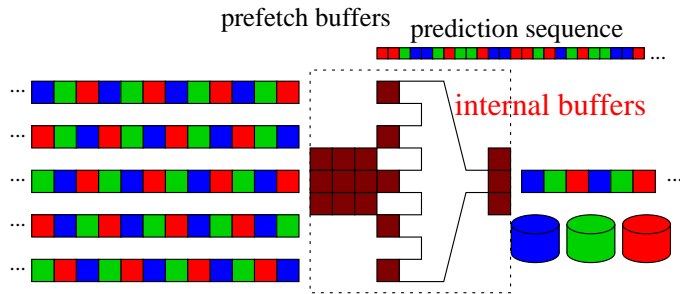 prefetch buffers
prediction sequence
...
... internal buffers
...
... ...
...
...